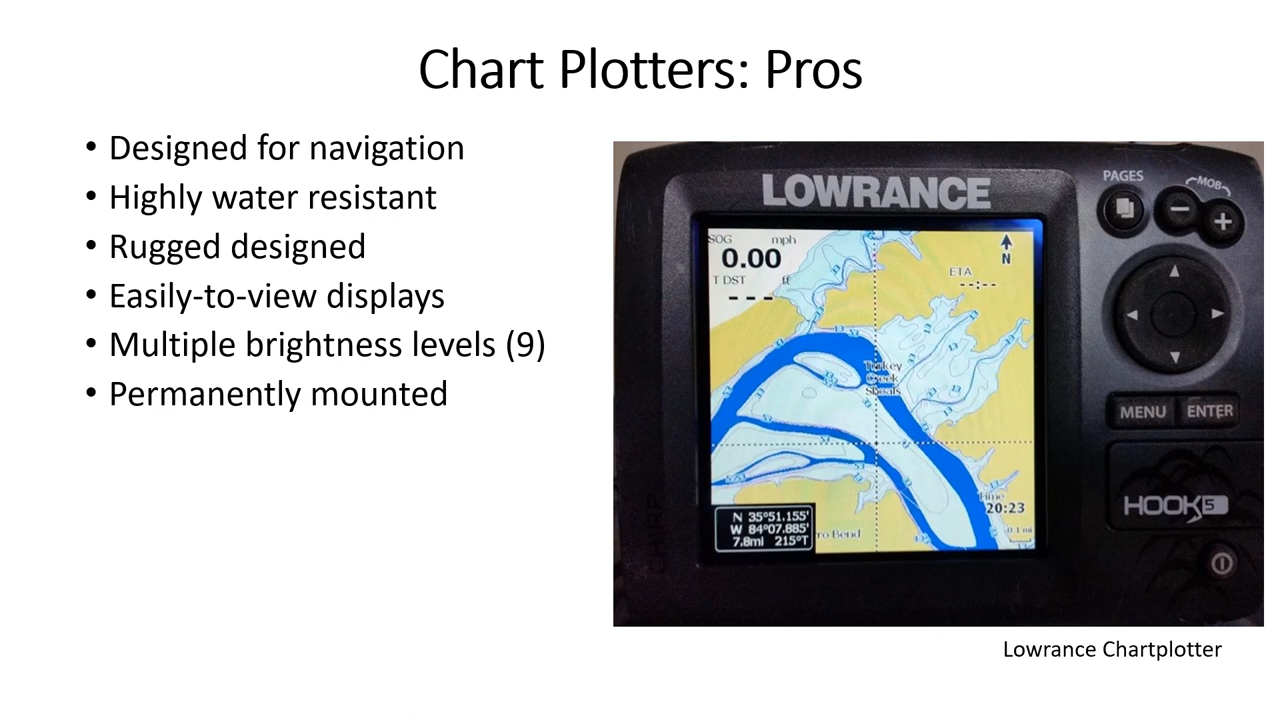 Chart Plotters: Pros
• Designed for navigation
• Highly water resistant
• Rugged designed
• Easily-to-view displays
• Multiple brightness levels (9)
• Permanently mounted
LOWRANCE
PAGES
MOB
SOG mph
0.00
T DST ft
---
N
ETA
--:--
Turkey
Creek
Shoals
MENU ENTER
HOOK 5
Time
20:23
0.1 mi
N 35°51.155'
W 84°07.885'
7.8mi 215°T
ro Bend
Lowrance Chartplotter